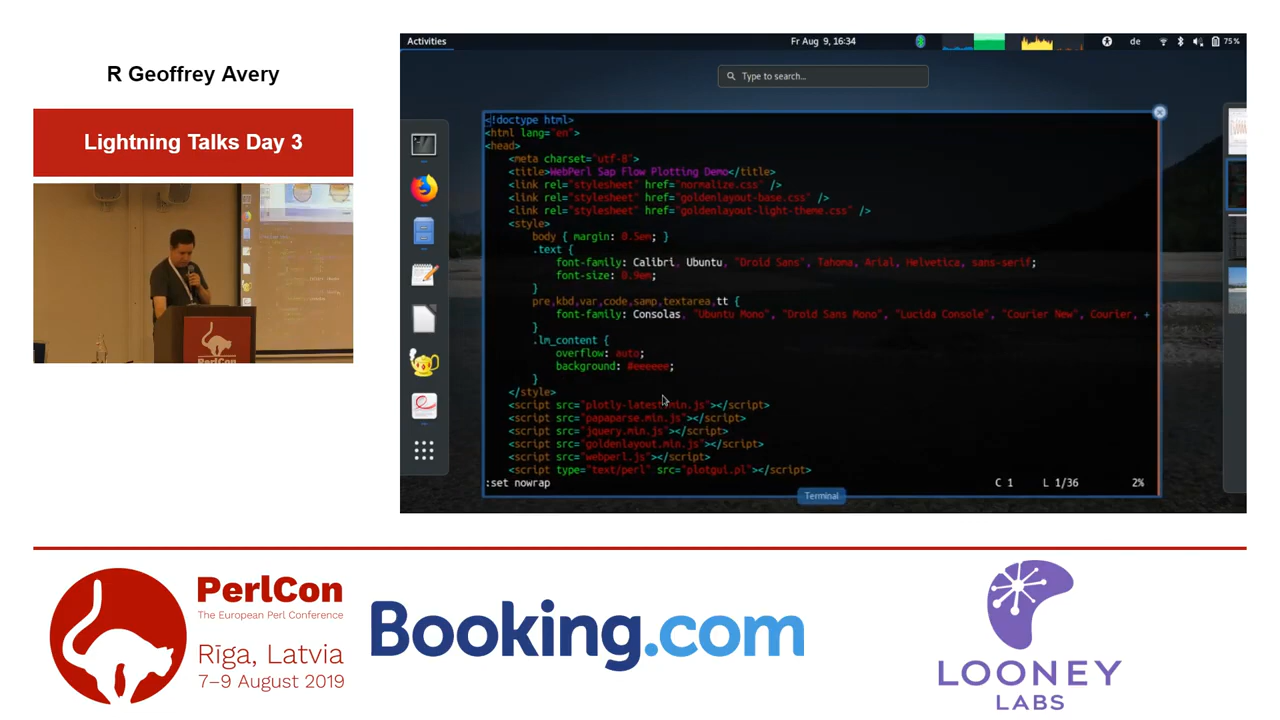 R Geoffrey Avery
Lightning Talks Day 3
PerlCon
Activities
Fr Aug 9, 16:34
de
75%
Type to search...
<!doctype html>
<html lang="en">
<head>
<meta charset="utf-8">
<title>WebPerl Sap Flow Plotting Demo</title>
<link rel="stylesheet" href="normalize.css" />
<link rel="stylesheet" href="goldenlayout-base.css" />
<link rel="stylesheet" href="goldenlayout-light-theme.css" />
<style>
body { margin: 0.5em; }
.text {
font-family: Calibri, Ubuntu, "Droid Sans", Tahoma, Arial, Helvetica, sans-serif;
font-size: 0.9em;
}
pre,kbd,var,code,samp,textarea,tt {
font-family: Consolas, "Ubuntu Mono", "Droid Sans Mono", "Lucida Console", "Courier New", Courier, +
}
.lm_content {
overflow: auto;
background: #eeeeee;
}
</style>
<script src="plotly-latest.min.js"></script>
<script src="papaparse.min.js"></script>
<script src="jquery.min.js"></script>
<script src="goldenlayout.min.js"></script>
<script src="webperl.js"></script>
<script type="text/perl" src="plotgui.pl"></script>
:set nowrap C 1 L 1/36 2%
Terminal
PerlCon
The European Perl Conference
Rīga, Latvia
7–9 August 2019
Booking.com
LOONEY
LABS